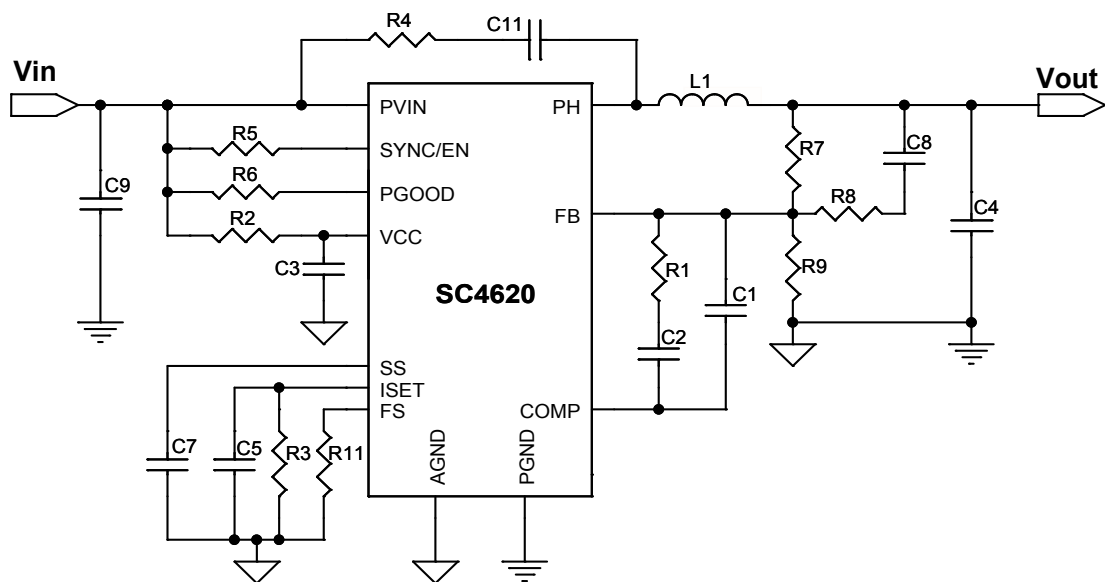 R4
C11
Vin
L1
Vout
PVIN
PH
R5
SYNC/EN
R7
C8
C9
R6
PGOOD
R8
R2
FB
C4
VCC
C3
R1
R9
SC4620
C1
C2
SS
ISET
FS
COMP
C7
C5
R3
R11
AGND
PGND